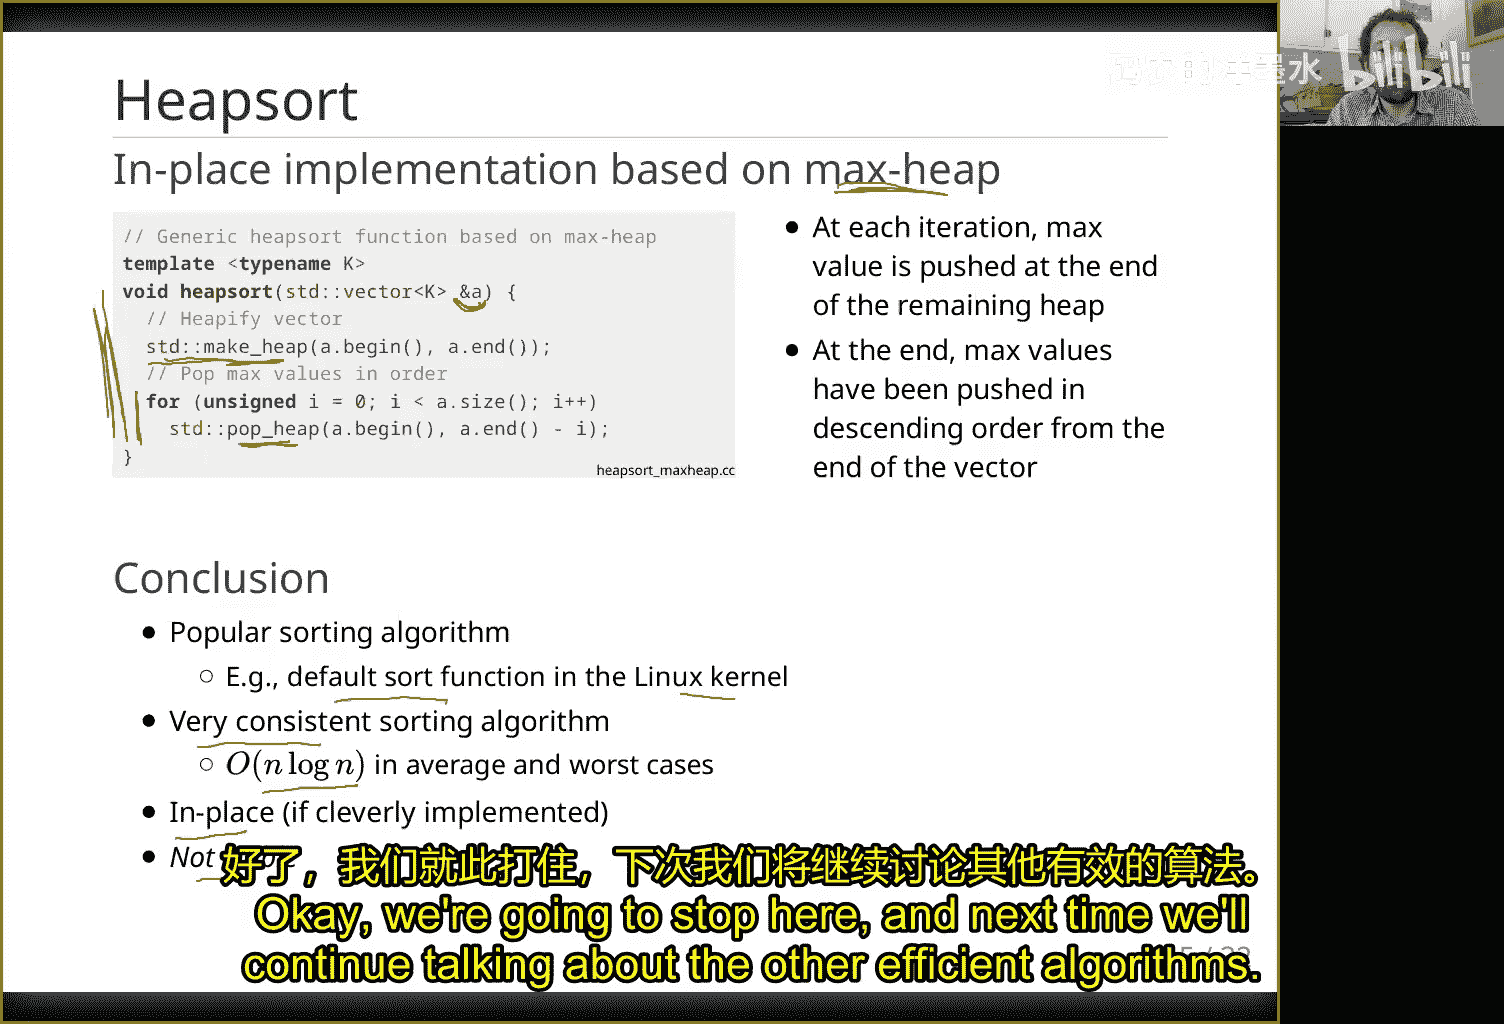 Heapsort
In-place implementation based on max-heap
// Generic heapsort function based on max-heap
template <typename K>
void heapsort(std::vector<K> &a) {
// Heapify vector
std::make_heap(a.begin(), a.end());
// Pop max values in order
for (unsigned i = 0; i < a.size(); i++)
std::pop_heap(a.begin(), a.end() - i);
}
heapsort_maxheap.cc
● At each iteration, max
value is pushed at the end
of the remaining heap
● At the end, max values
have been pushed in
descending order from the
end of the vector
Conclusion
● Popular sorting algorithm
○ E.g., default sort function in the Linux kernel
● Very consistent sorting algorithm
○ O(n log n) in average and worst cases
● In-place (if cleverly implemented)
● Not
好了，我们就此打住，下次我们将继续讨论其他有效的算法。
Okay, we're going to stop here, and next time we'll
continue talking about the other efficient algorithms.
bilibili